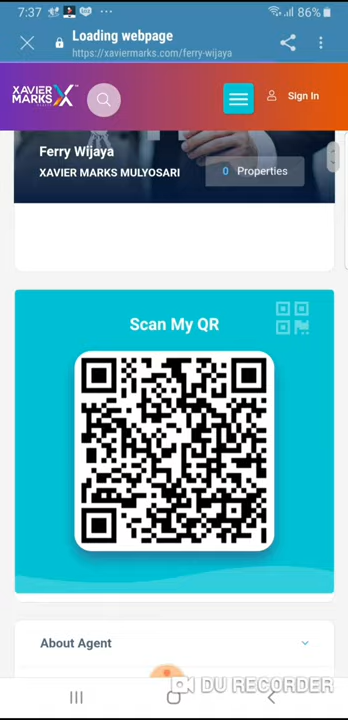 7:37
86%
Loading webpage
https://xaviermarks.com/ferry-wijaya
XAVIER
MARKS
Sign In
Ferry Wijaya
XAVIER MARKS MULYOSARI
0 Properties
Scan My QR
About Agent
DU RECORDER